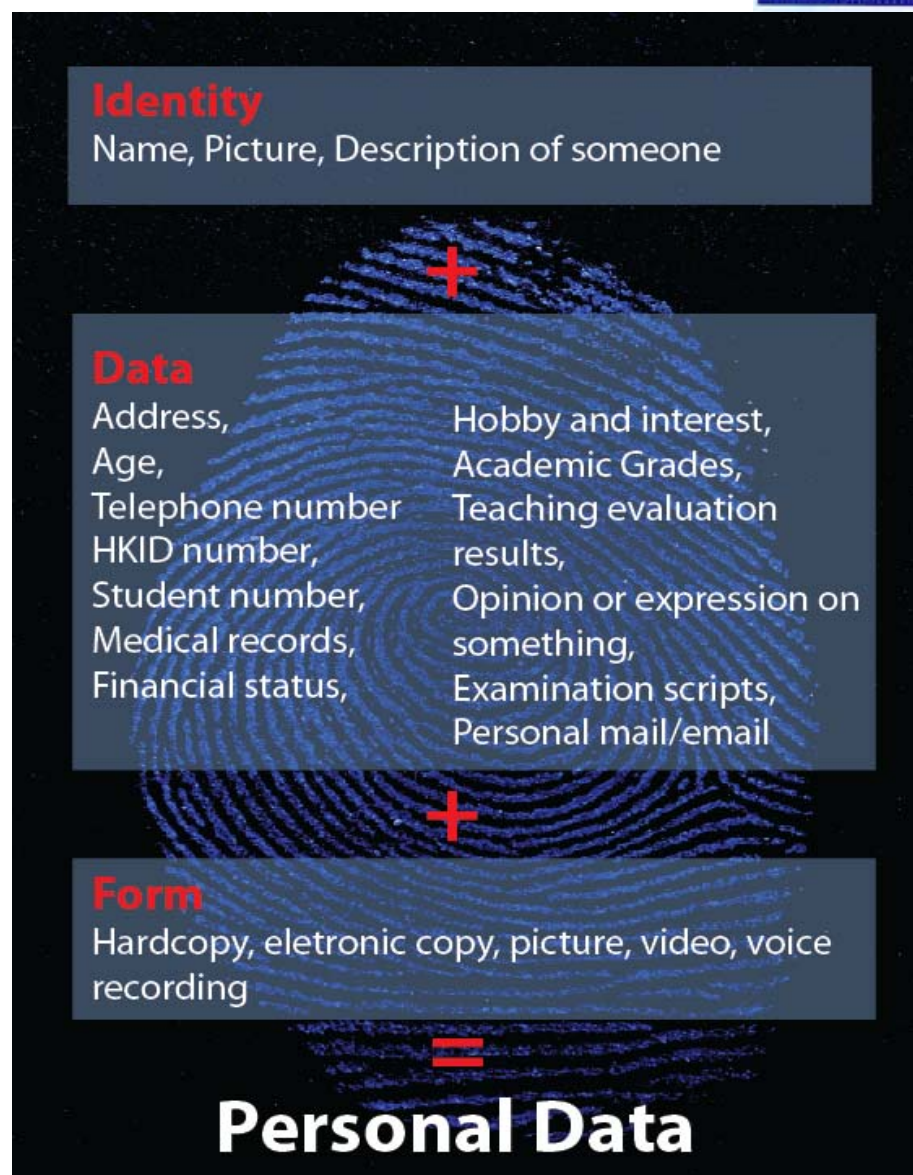 Identity
Name, Picture, Description of someone
+
Data
Address,
Age,
Telephone number
HKID number,
Student number,
Medical records,
Financial status,
Hobby and interest,
Academic Grades,
Teaching evaluation
results,
Opinion or expression on
something,
Examination scripts,
Personal mail/email
+
Form
Hardcopy, eletronic copy, picture, video, voice
recording
=
Personal Data